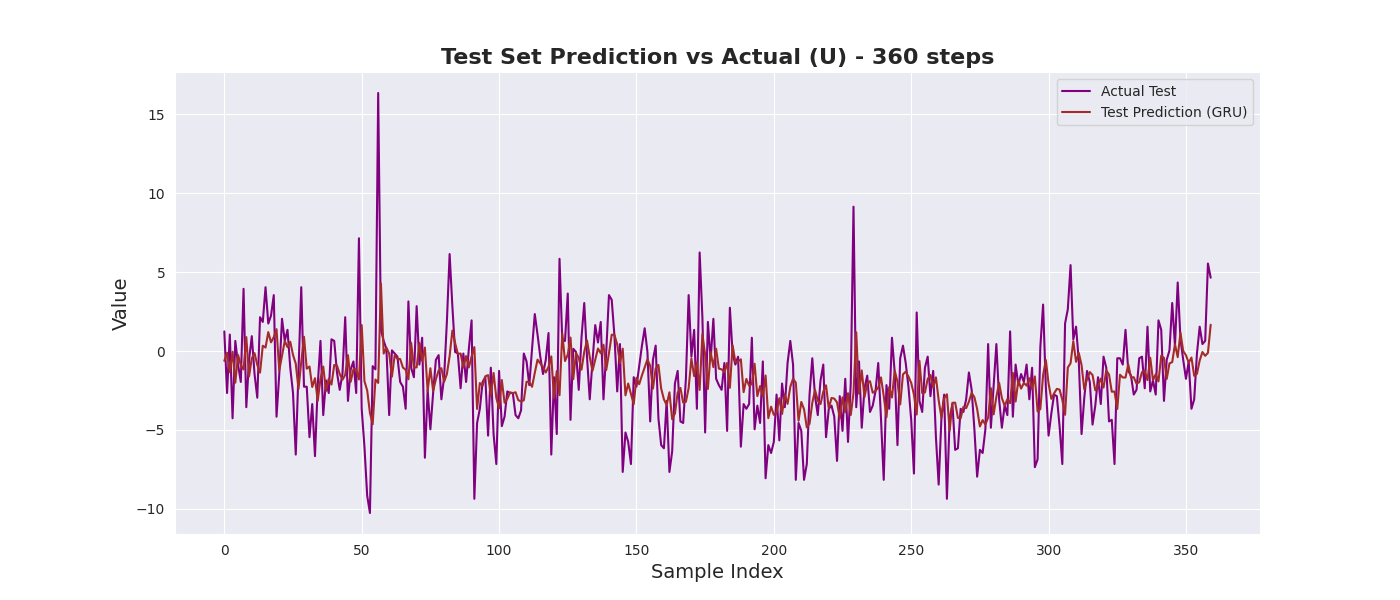 Test Set Prediction vs Actual (U) - 360 steps
Actual Test
Test Prediction (GRU)
Value
15
10
5
0
−5
−10
0 50 100 150 200 250 300 350
Sample Index